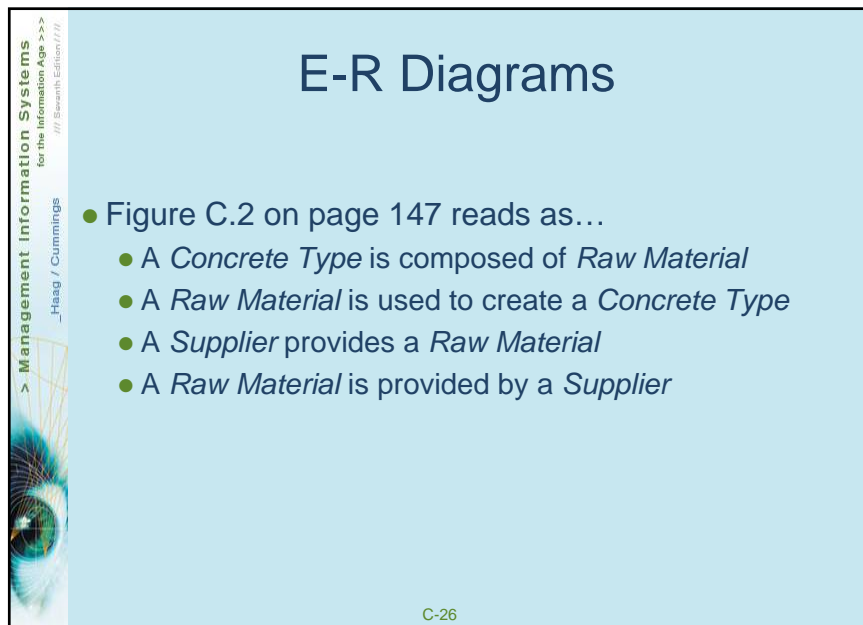 E-R Diagrams
● Figure C.2 on page 147 reads as…
● A Concrete Type is composed of Raw Material
● A Raw Material is used to create a Concrete Type
● A Supplier provides a Raw Material
● A Raw Material is provided by a Supplier
> Management Information Systems
for the Information Age >>>
/// Seventh Edition / / //
_Haag / Cummings
C-26